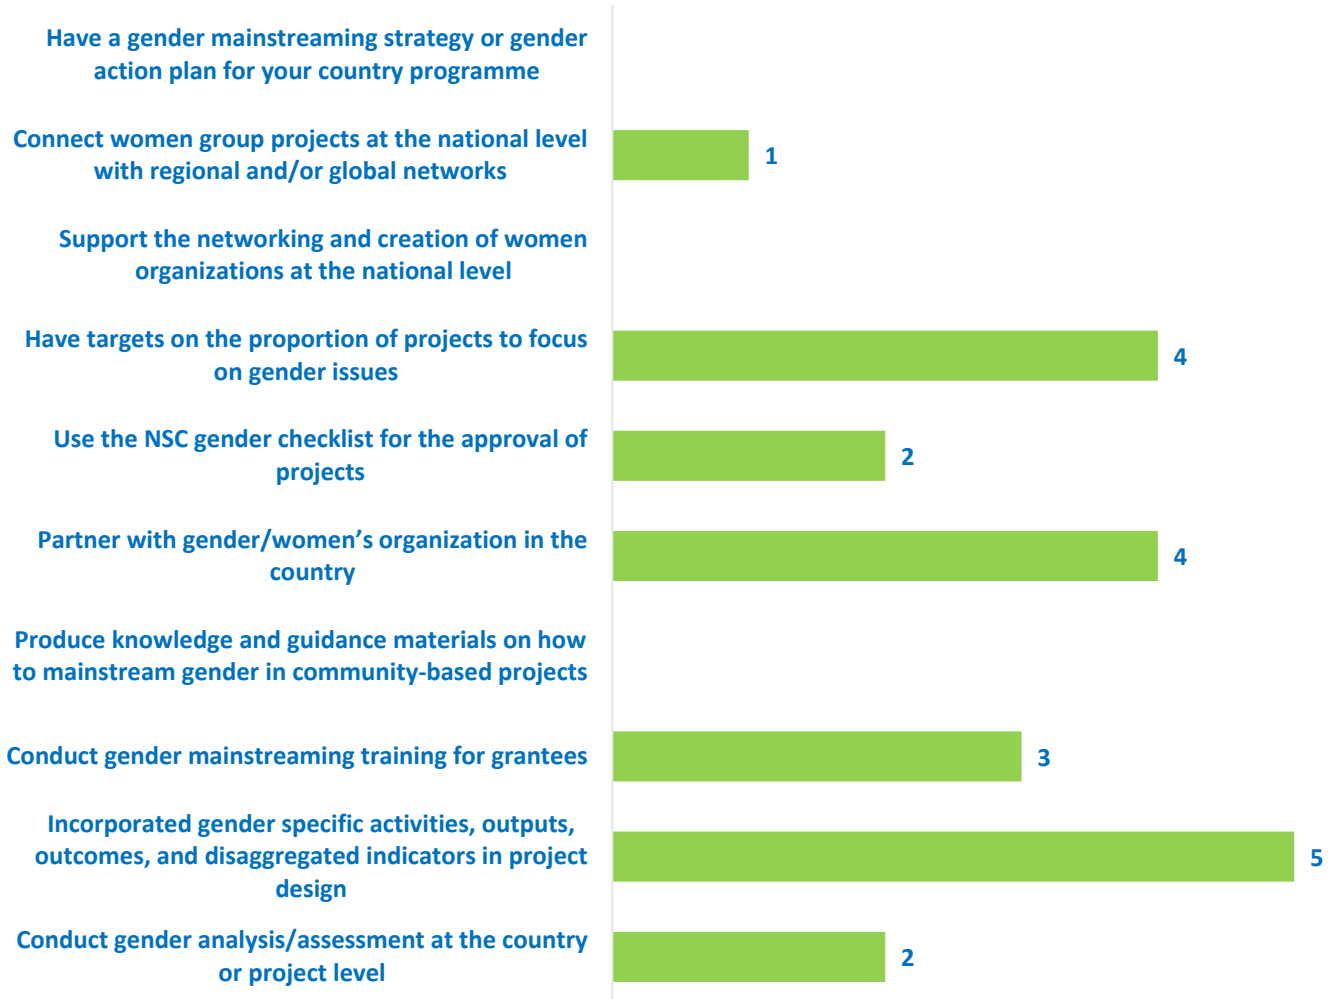 Have a gender mainstreaming strategy or gender
action plan for your country programme
Connect women group projects at the national level
with regional and/or global networks
1
Support the networking and creation of women
organizations at the national level
Have targets on the proportion of projects to focus
on gender issues
4
Use the NSC gender checklist for the approval of
projects
2
Partner with gender/women’s organization in the
country
4
Produce knowledge and guidance materials on how
to mainstream gender in community-based projects
Conduct gender mainstreaming training for grantees
3
Incorporated gender specific activities, outputs,
outcomes, and disaggregated indicators in project
design
5
Conduct gender analysis/assessment at the country
or project level
2